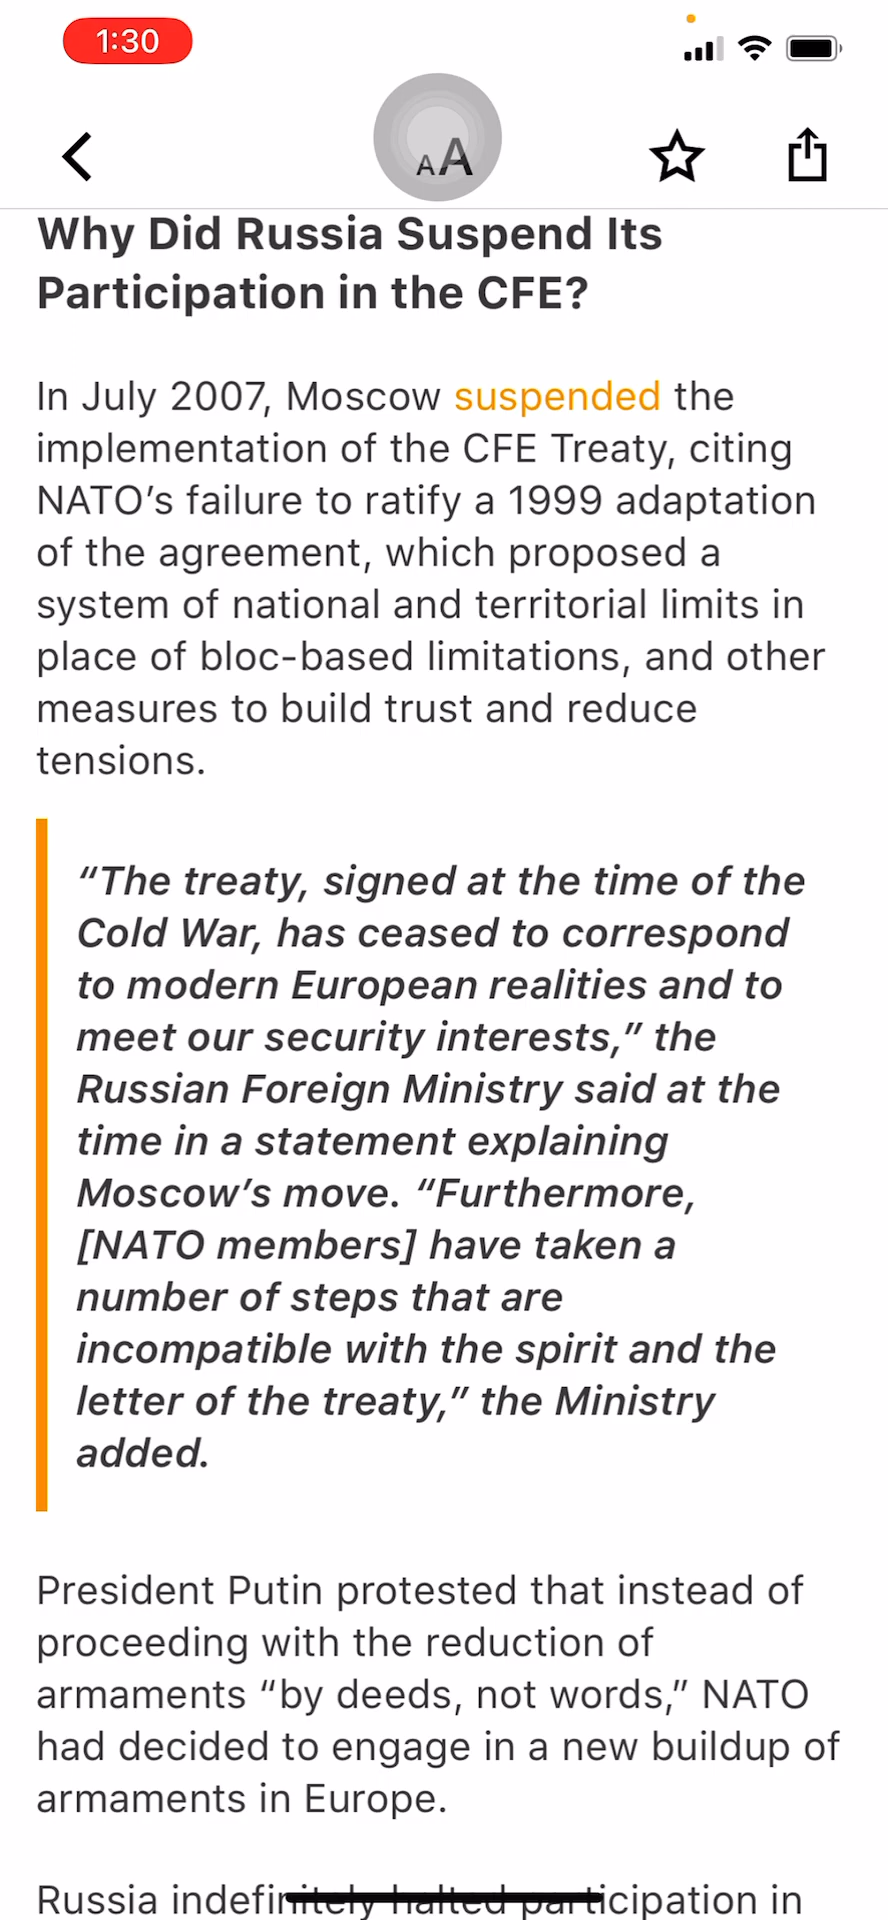 1:30
AA
Why Did Russia Suspend Its
Participation in the CFE?
In July 2007, Moscow suspended the
implementation of the CFE Treaty, citing
NATO’s failure to ratify a 1999 adaptation
of the agreement, which proposed a
system of national and territorial limits in
place of bloc-based limitations, and other
measures to build trust and reduce
tensions.
“The treaty, signed at the time of the
Cold War, has ceased to correspond
to modern European realities and to
meet our security interests,” the
Russian Foreign Ministry said at the
time in a statement explaining
Moscow’s move. “Furthermore,
[NATO members] have taken a
number of steps that are
incompatible with the spirit and the
letter of the treaty,” the Ministry
added.
President Putin protested that instead of
proceeding with the reduction of
armaments “by deeds, not words,” NATO
had decided to engage in a new buildup of
armaments in Europe.
Russia indefinitely halted participation in